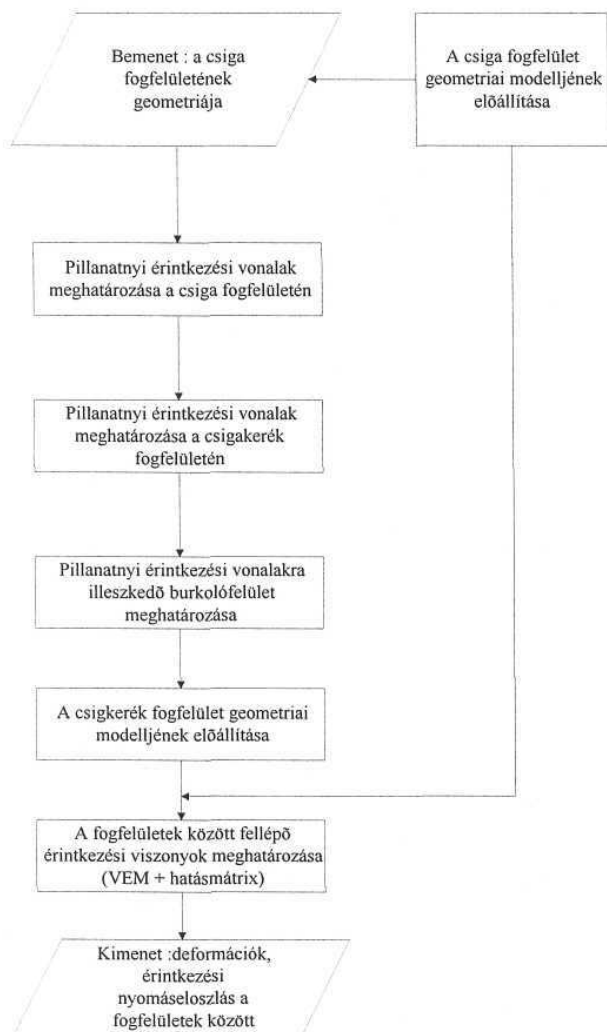 Bemenet : a csiga
fogfelületének
geometriája
A csiga fogfelület
geometriai modelljének
elõállítása
Pillanatnyi érintkezési vonalak
meghatározása a csiga fogfelületén
Pillanatnyi érintkezési vonalak
meghatározása a csigakerék
fogfelületén
Pillanatnyi érintkezési vonalakra
illeszkedõ burkolófelület
meghatározása
A csigkerék fogfelület geometriai
modelljének elõállítása
A fogfelületek között fellépõ
érintkezési viszonyok meghatározása
(VEM + hatásmátrix)
Kimenet :deformációk,
érintkezési
nyomáseloszlás a
fogfelületek között